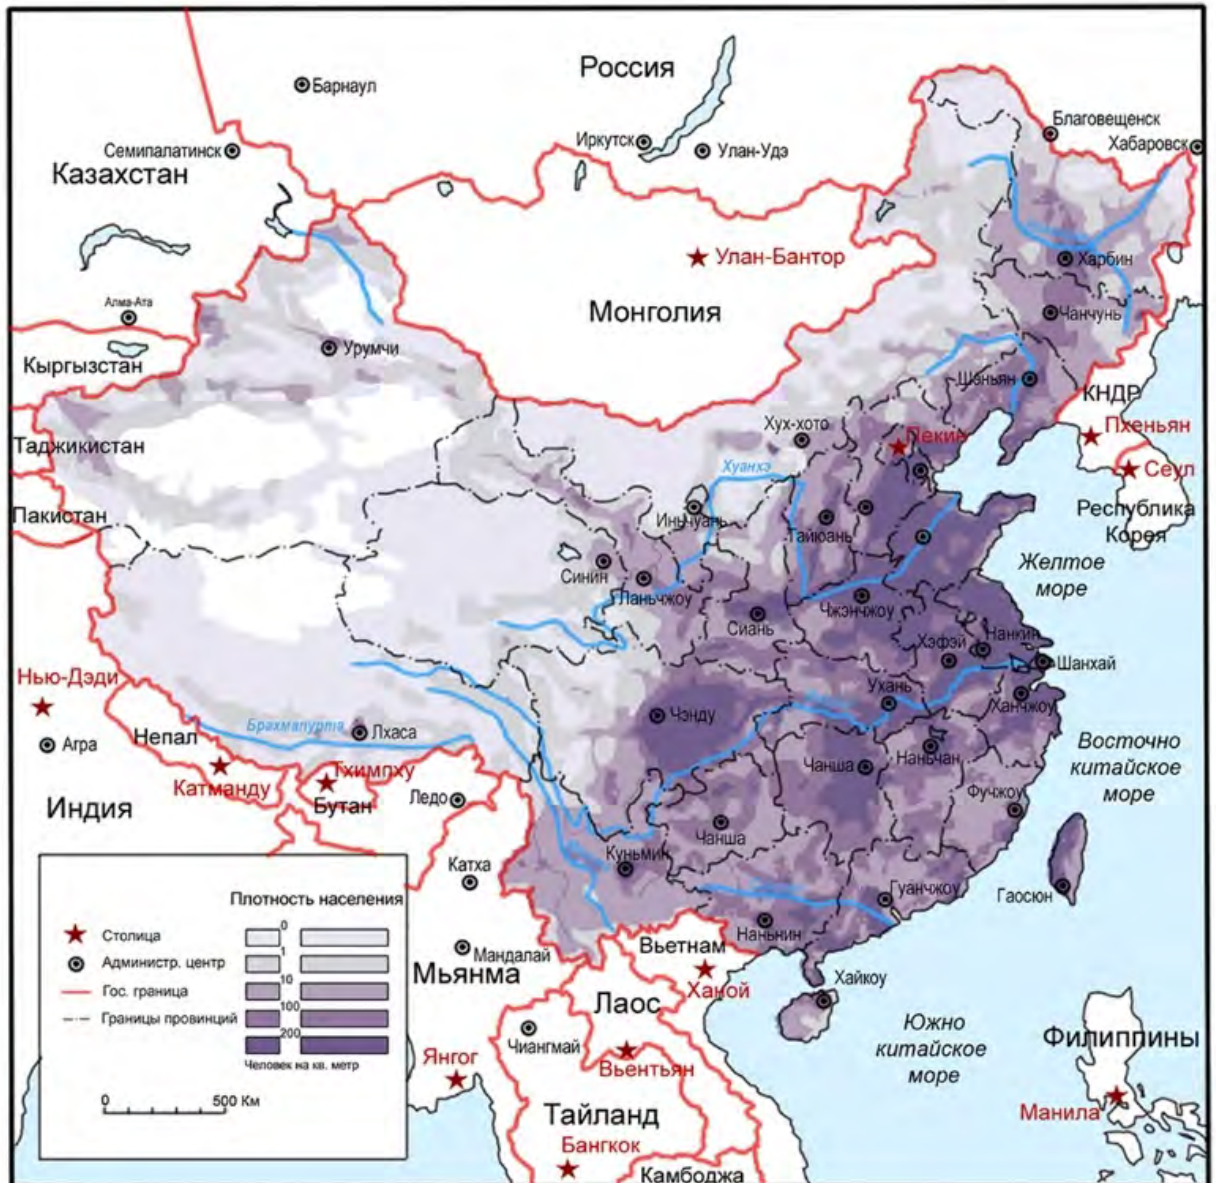 Россия
Барнаул
Благовещенск
Иркутск
Хабаровск
Семипалатинск
Улан-Удэ
Казахстан
Улан-Бантор
Харбин
Алма-Ата
Монголия
Чанчунь
Урумчи
Кыргызстан
Шэньян
КНДР
Хух-хото
Пекин
Пхеньян
Таджикистан
Хуанхэ
Сеул
Пакистан
Иньчуань
Республика
Корея
Тайюань
Желтое
море
Синин
Ланьчжоу
Чжэнчжоу
Сиань
Хэфэй
Нанкин
Шанхай
Нью-Дэди
Ухань
Ханчжоу
Чэнду
Брахмапурта
Лхаса
Непал
Агра
Наньчан
Восточно
китайское
море
Чанша
Тхимпху
Катманду
Бутан
Ледо
Индия
Фучжоу
Чанша
Куньмин
Катха
Гуанчжоу
Гаосюн
Плотность населения
Столица
0
1
10
100
200
Администр. центр
Гос. граница
Границы провинций
Человек на кв. метр
0
500 Км
Наньнин
Вьетнам
Мандалай
Мьянма
Ханой
Хайкоу
Лаос
Южно
китайское
море
Чиангмай
Филиппины
Янгог
Вьентьян
Манила
Тайланд
Бангкок
Камбоджа